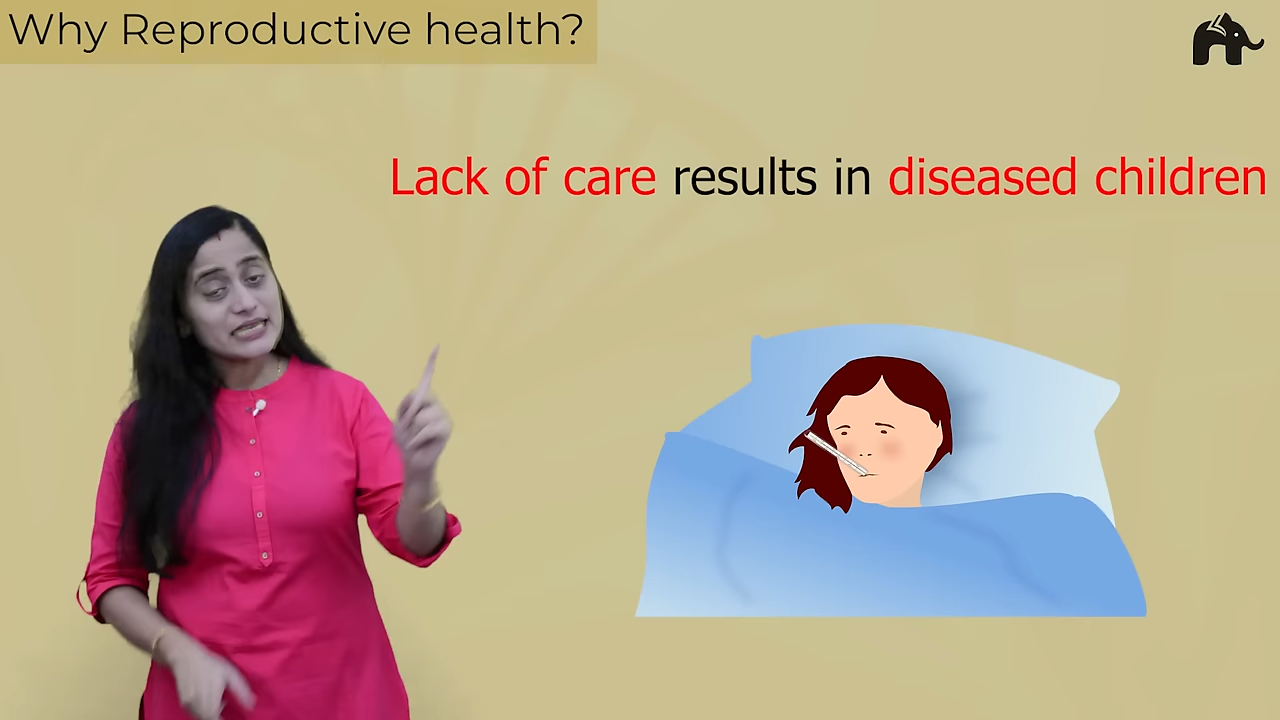 Why Reproductive health?
Lack of care results in diseased children